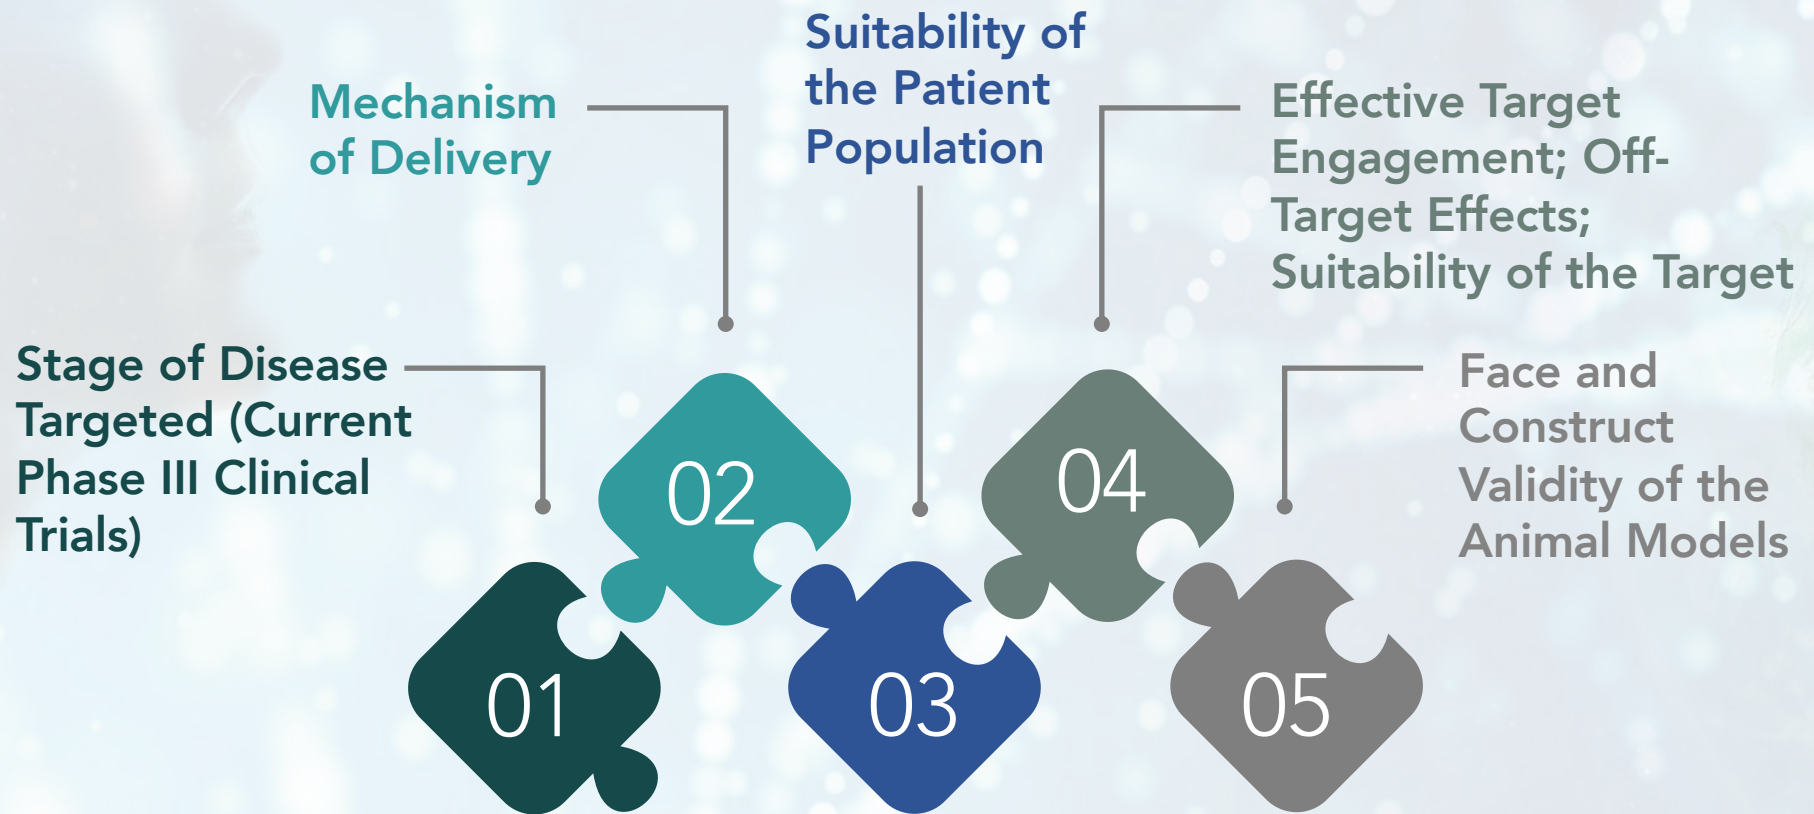 Suitability of
the Patient
Population
Mechanism
of Delivery
Effective Target
Engagement; Off-
Target Effects;
Suitability of the Target
Stage of Disease
Targeted (Current
Phase III Clinical
Trials)
Face and
Construct
Validity of the
Animal Models
02
04
01
03
05